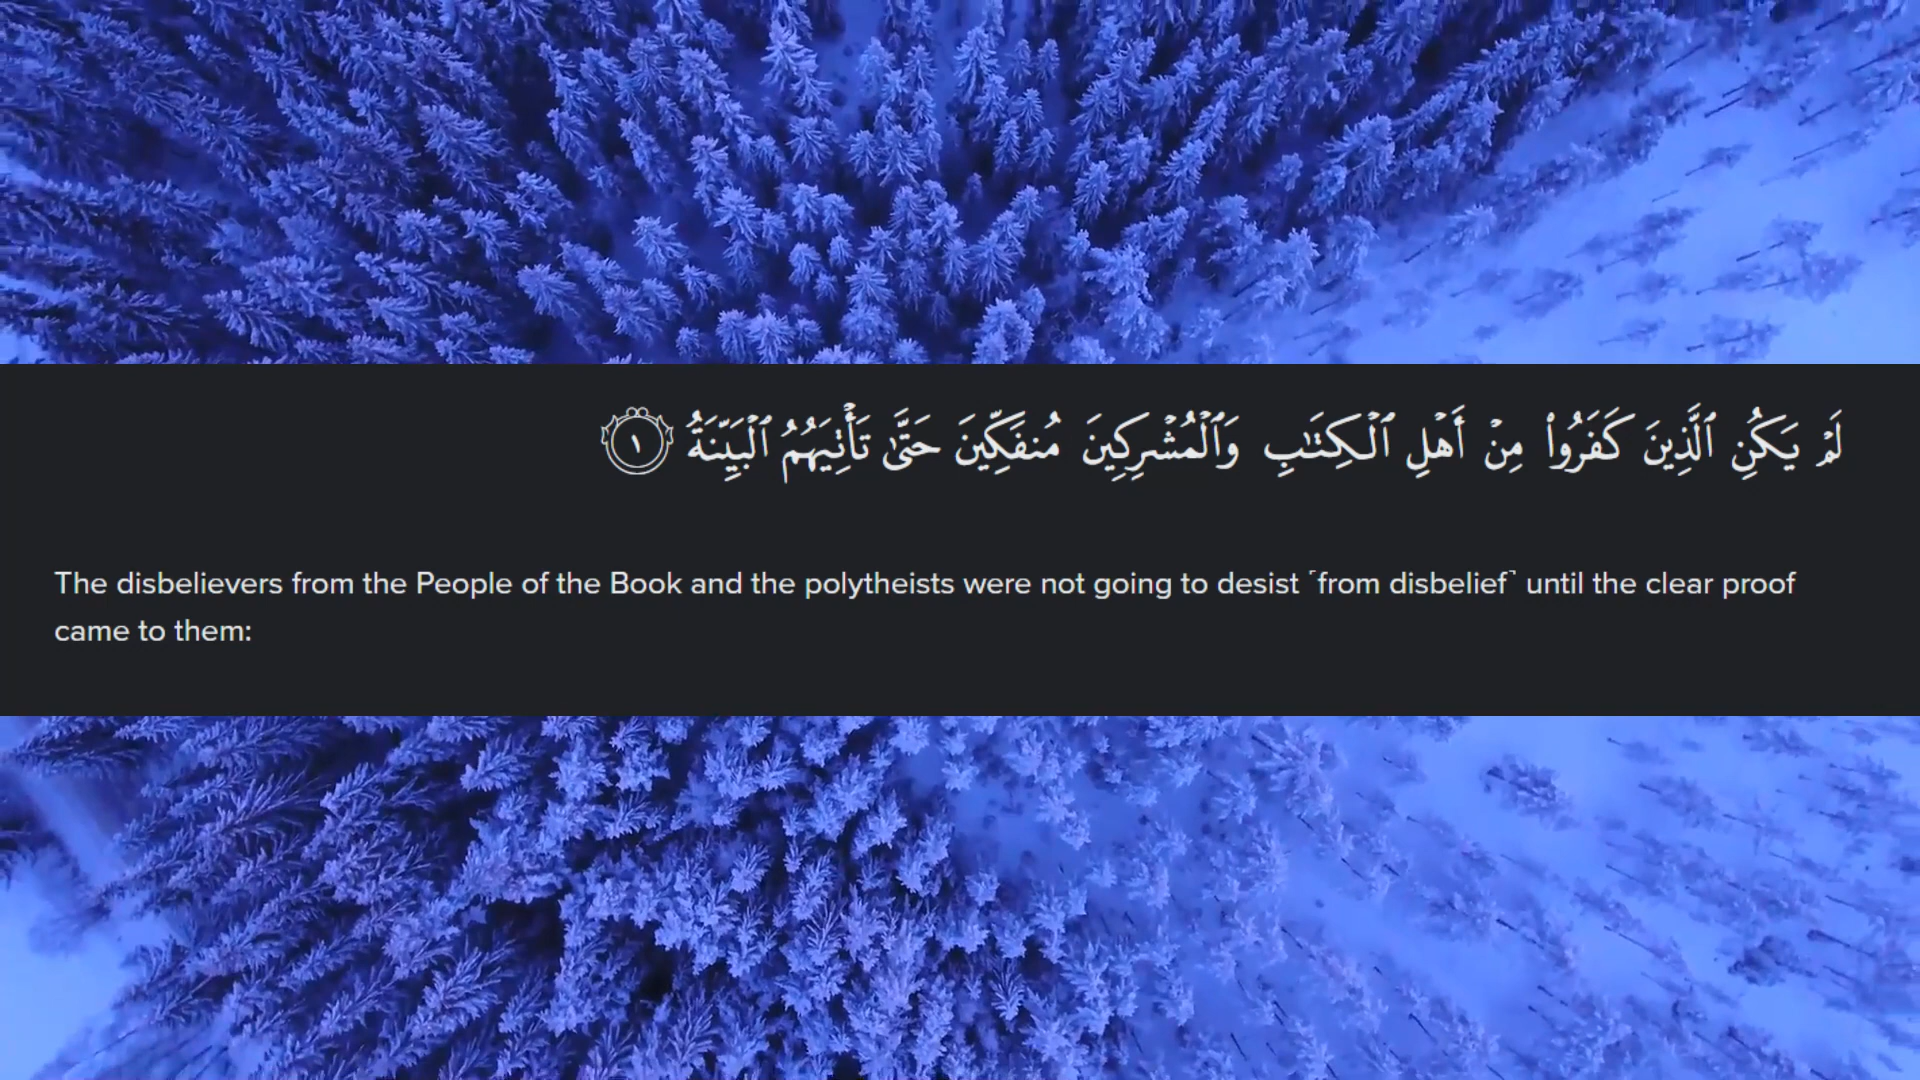 لَمْ يَكُنِ ٱلَّذِينَ كَفَرُوا۟ مِنْ أَهْلِ ٱلْكِتَـٰبِ وَٱلْمُشْرِكِينَ مُنفَكِّينَ حَتَّىٰ تَأْتِيَهُمُ ٱلْبَيِّنَةُ ١
The disbelievers from the People of the Book and the polytheists were not going to desist ˹from disbelief˺ until the clear proof
came to them: